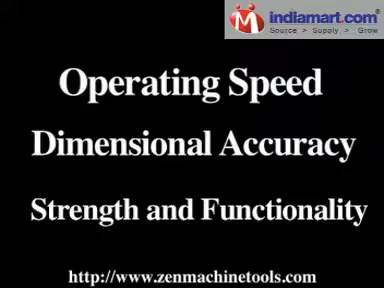 indiamart.com®
Source > Supply > Grow
Operating Speed
Dimensional Accuracy
Strength and Functionality
http://www.zenmachinetools.com